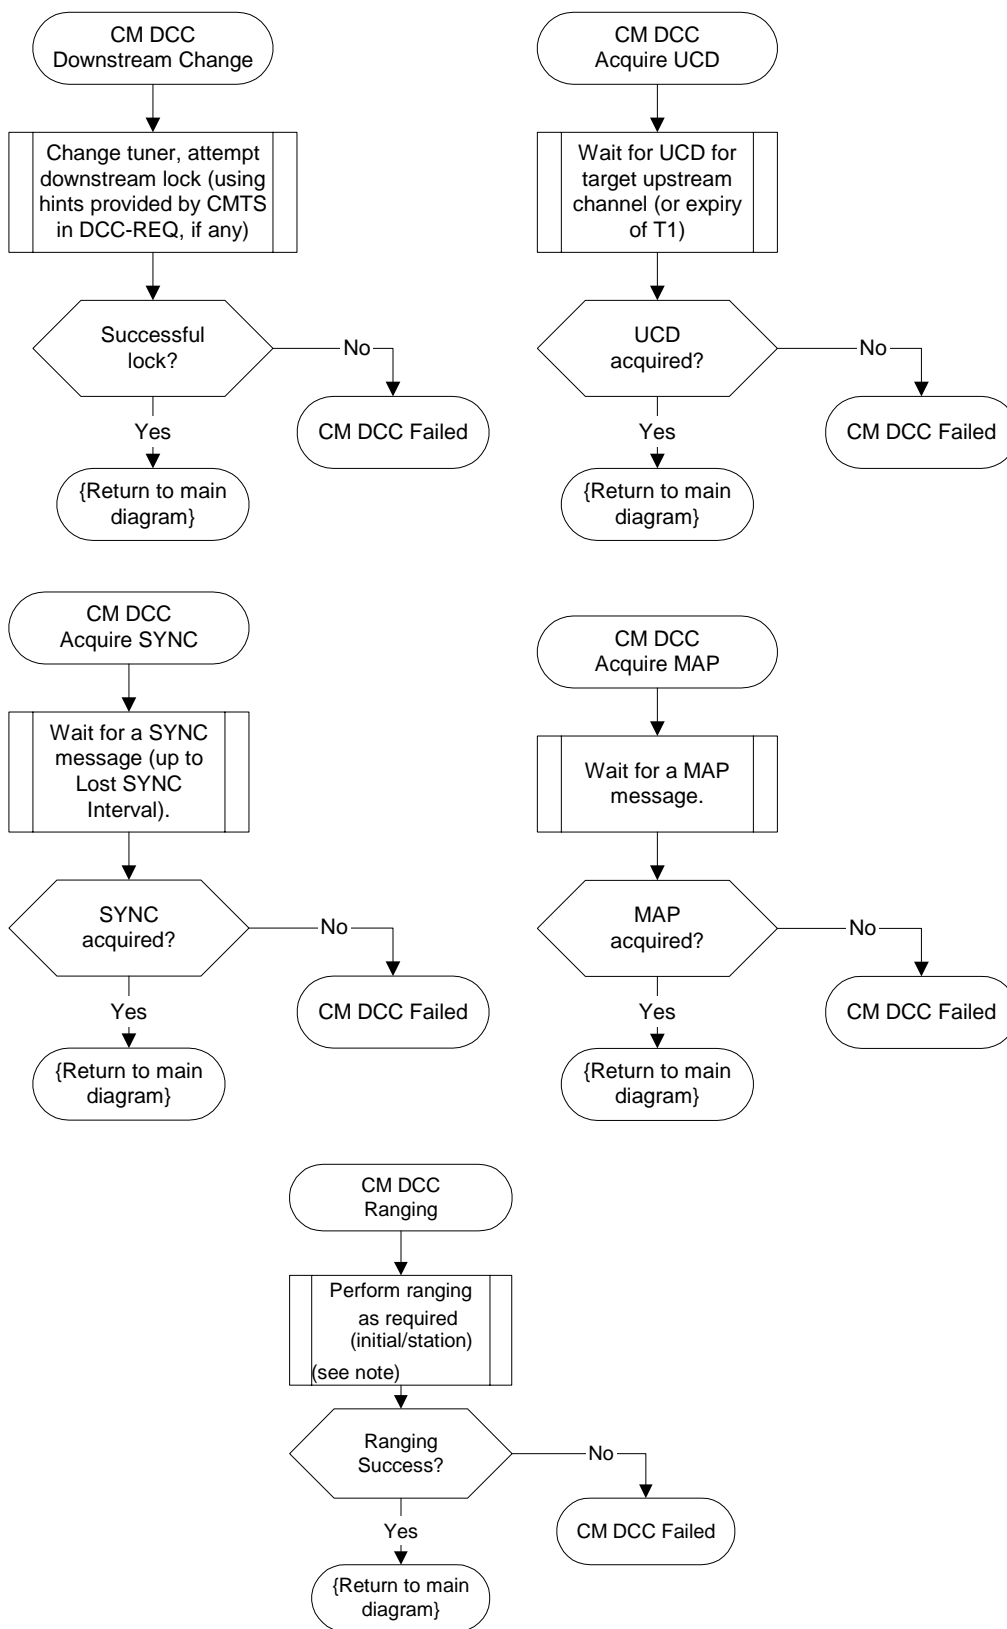 CM DCC
Downstream Change
Change tuner, attempt
downstream lock (using
hints provided by CMTS
in DCC-REQ, if any)
Successful
lock?
No
CM DCC Failed
Yes
{Return to main
diagram}
CM DCC
Acquire UCD
Wait for UCD for
target upstream
channel (or expiry
of T1)
UCD
acquired?
No
CM DCC Failed
Yes
{Return to main
diagram}
CM DCC
Acquire SYNC
Wait for a SYNC
message (up to
Lost SYNC
Interval).
SYNC
acquired?
No
CM DCC Failed
Yes
{Return to main
diagram}
CM DCC
Acquire MAP
Wait for a MAP
message.
MAP
acquired?
No
CM DCC Failed
Yes
{Return to main
diagram}
CM DCC
Ranging
Perform ranging
as required
(initial/station)
(see note)
Ranging
Success?
No
CM DCC Failed
Yes
{Return to main
diagram}